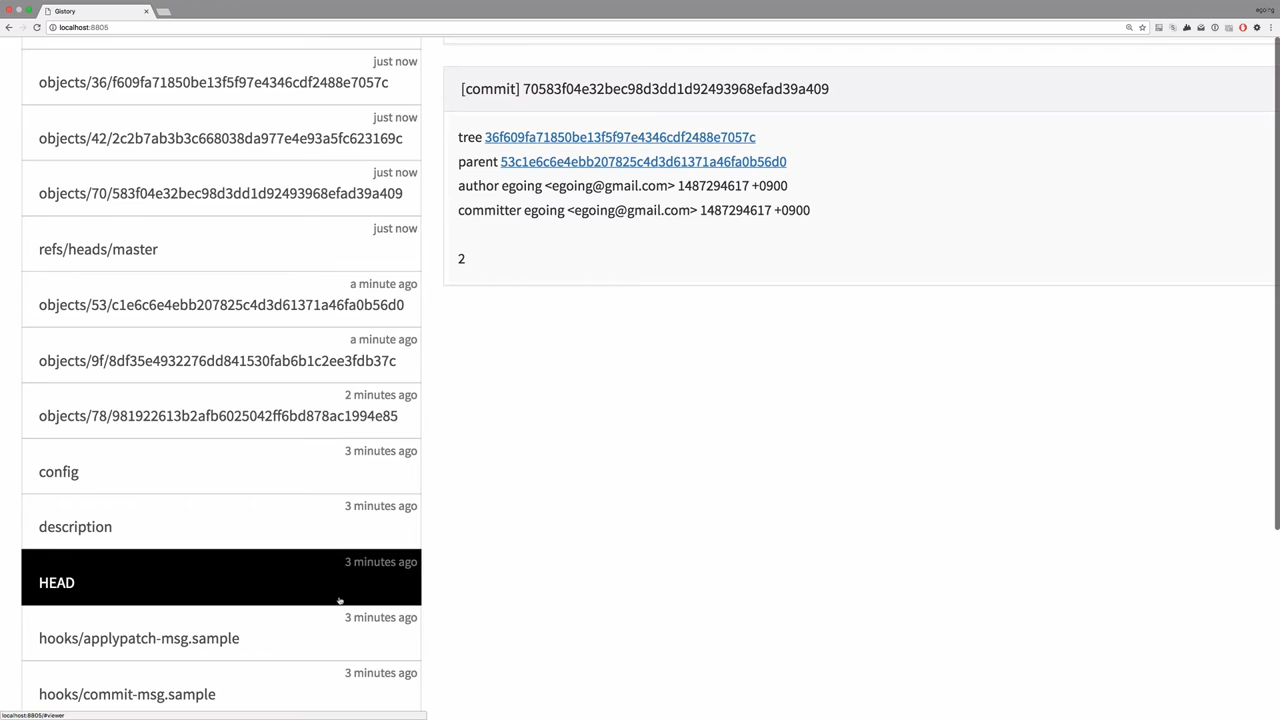 Gistory
egoing
localhost:8805
just now
objects/36/f609fa71850be13f5f97e4346cdf2488e7057c
just now
objects/42/2c2b7ab3b3c668038da977e4e93a5fc623169c
just now
objects/70/583f04e32bec98d3dd1d92493968efad39a409
just now
refs/heads/master
a minute ago
objects/53/c1e6c6e4ebb207825c4d3d61371a46fa0b56d0
a minute ago
objects/9f/8df35e4932276dd841530fab6b1c2ee3fdb37c
2 minutes ago
objects/78/981922613b2afb6025042ff6bd878ac1994e85
3 minutes ago
config
3 minutes ago
description
3 minutes ago
HEAD
3 minutes ago
hooks/applypatch-msg.sample
3 minutes ago
hooks/commit-msg.sample
localhost:8805/#viewer
[commit] 70583f04e32bec98d3dd1d92493968efad39a409
tree 36f609fa71850be13f5f97e4346cdf2488e7057c
parent 53c1e6c6e4ebb207825c4d3d61371a46fa0b56d0
author egoing <egoing@gmail.com> 1487294617 +0900
committer egoing <egoing@gmail.com> 1487294617 +0900
2